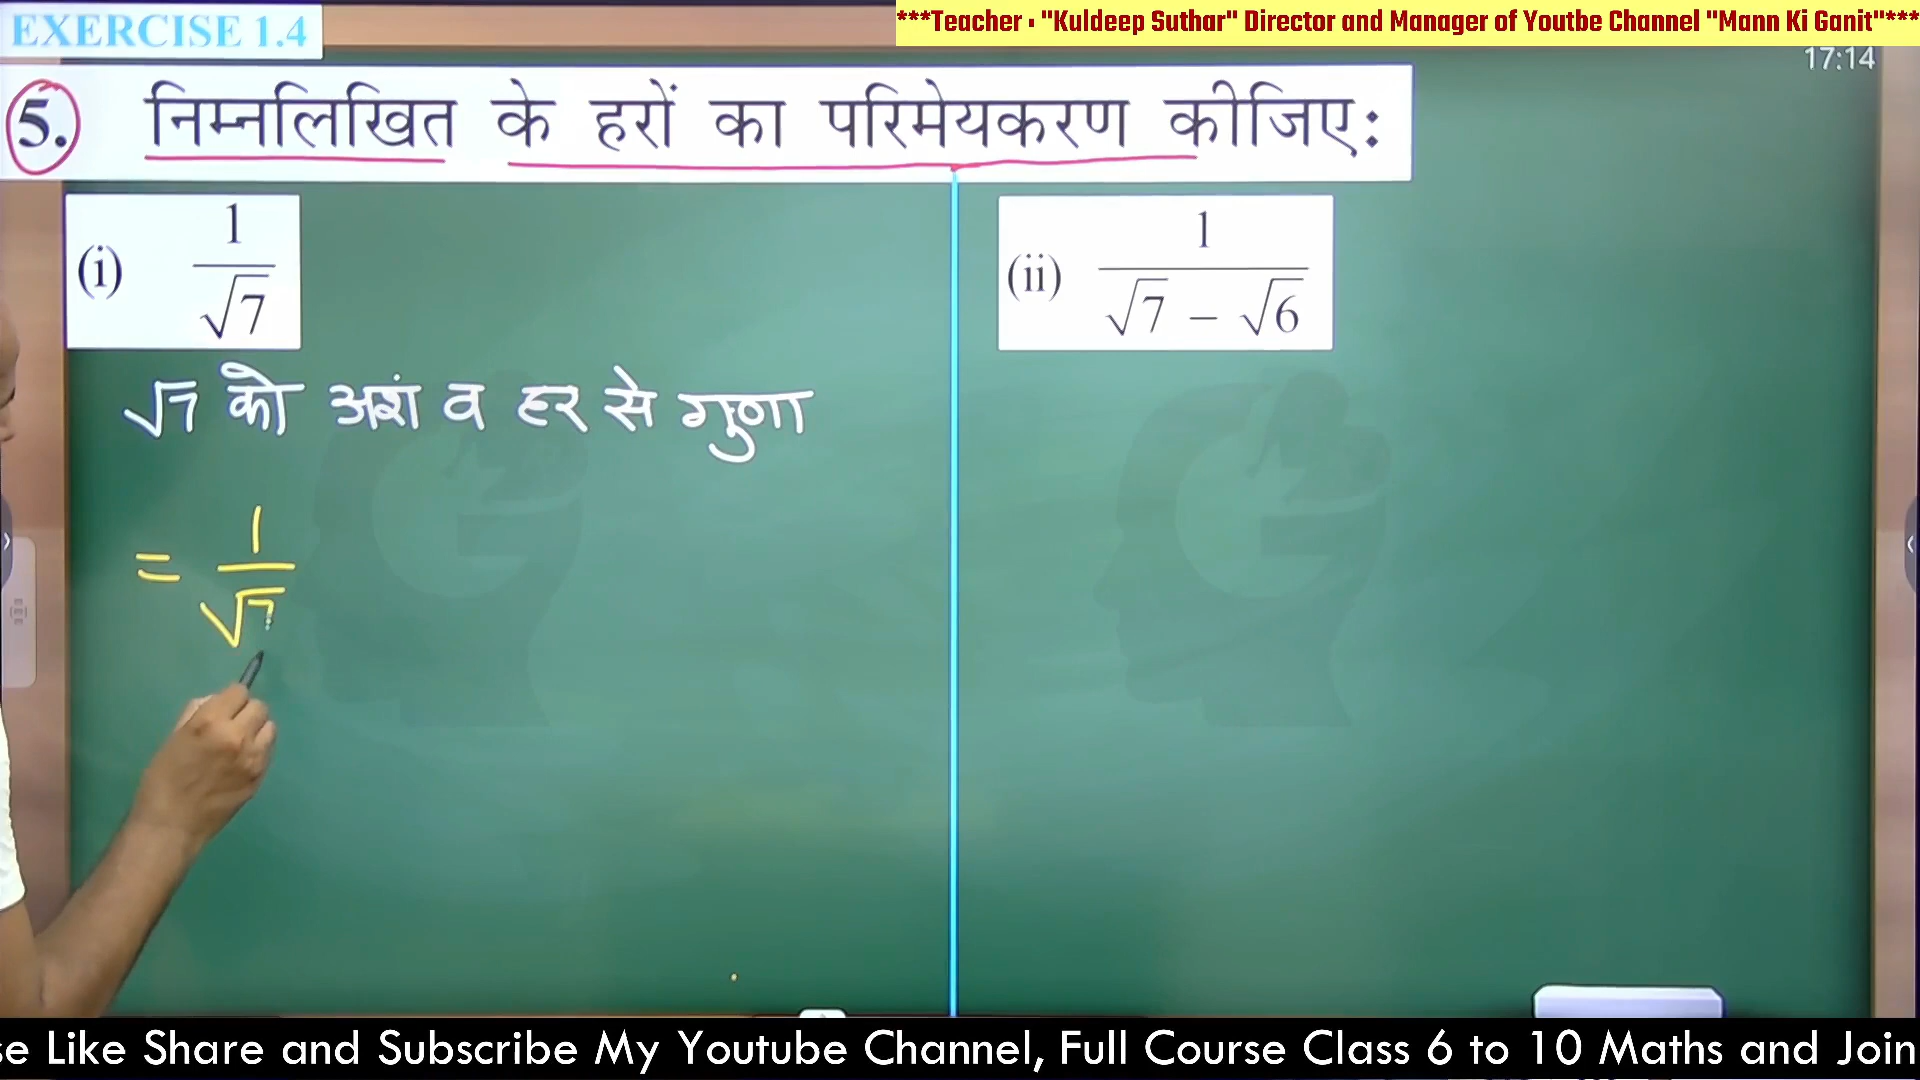 EXERCISE 1.4
***Teacher : "Kuldeep Suthar" Director and Manager of Youtbe Channel "Mann Ki Ganit"***
17:14
5. निम्नलिखित के हरों का परिमेयकरण कीजिए:
(i) 1/√7
(ii) 1/(√7 – √6)
√7 को अशं व हर से गुणा
= 1/√7
se Like Share and Subscribe My Youtube Channel, Full Course Class 6 to 10 Maths and Join